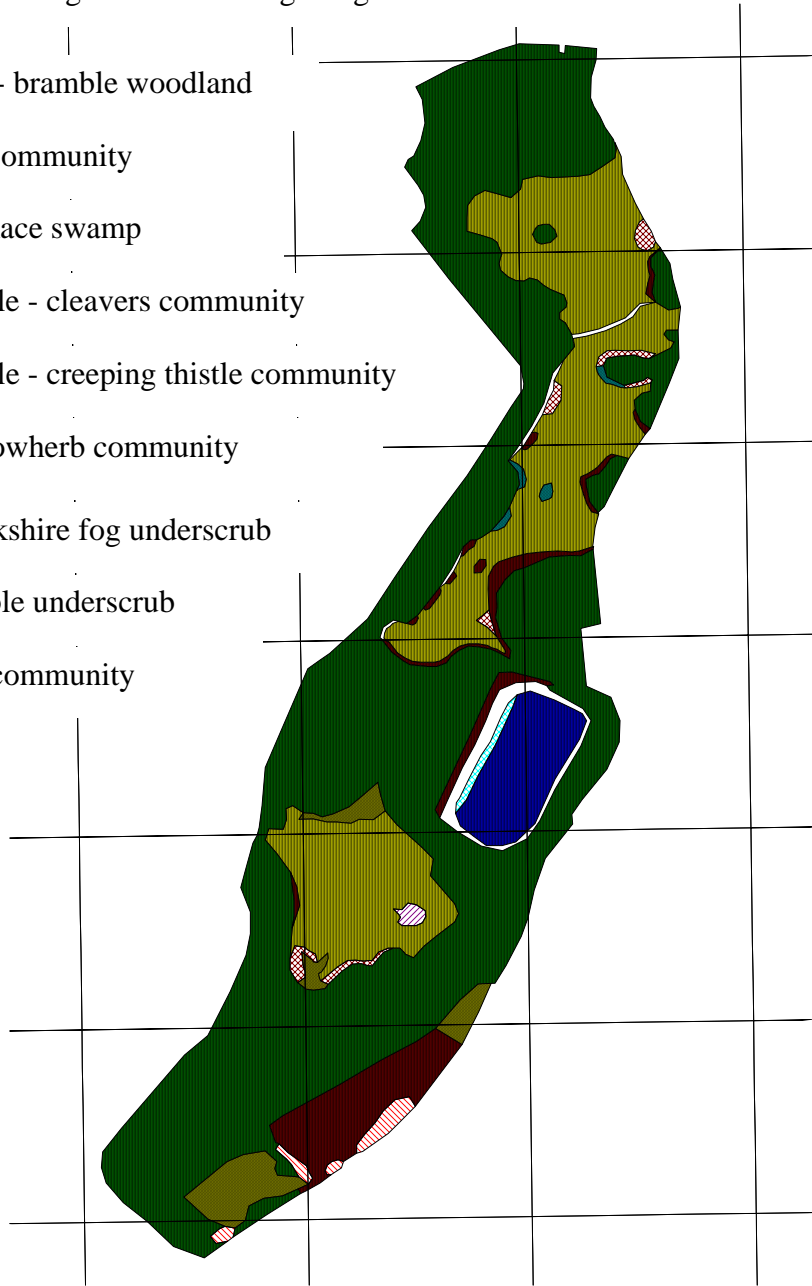 - bramble woodland
ommunity
ace swamp
le - cleavers community
le - creeping thistle community
owherb community
kshire fog underscrub
ole underscrub
community